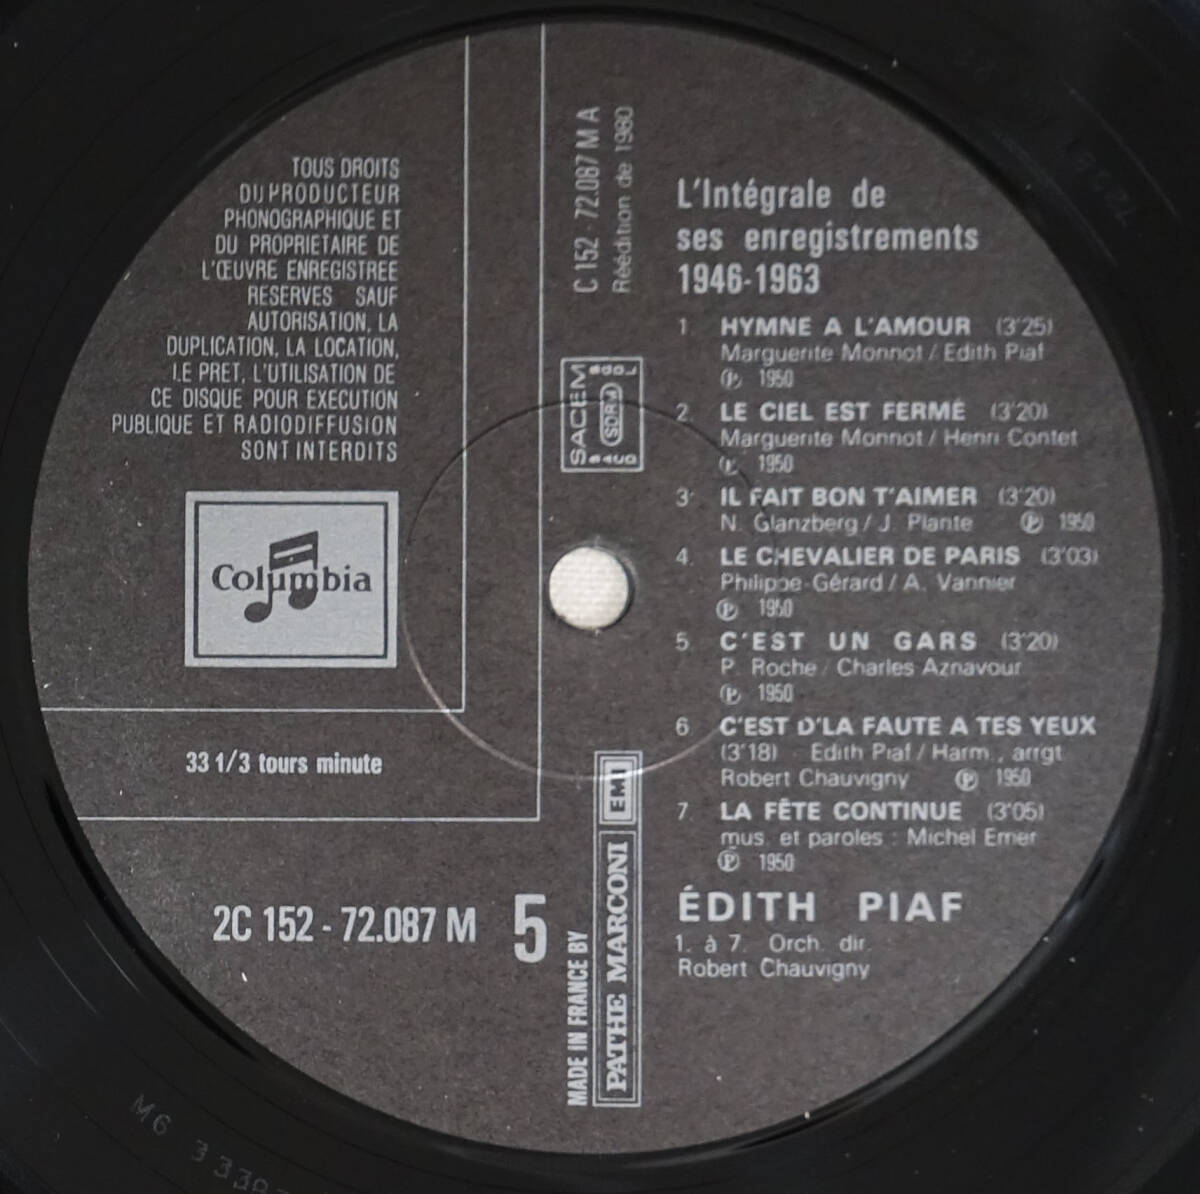 TOUS DROITS
DU PRODUCTEUR
PHONOGRAPHIQUE ET
DU PROPRIETAIRE DE
L'ŒUVRE ENREGISTREE
RESERVES SAUF
AUTORISATION, LA
DUPLICATION, LA LOCATION,
LE PRET, L'UTILISATION DE
CE DISQUE POUR EXECUTION
PUBLIQUE ET RADIODIFFUSION
SONT INTERDITS
Columbia
33 1/3 tours minute
2C 152 - 72.087 M 5
C 152 - 72.087 M A
Réédition de 1980
SACEM SDRM
MADE IN FRANCE BY
PATHE MARCONI EMI
L'Intégrale de
ses enregistrements
1946-1963
1. HYMNE A L'AMOUR (3'25)
Marguerite Monnot / Edith Piaf
℗ 1950
2. LE CIEL EST FERMÉ (3'20)
Marguerite Monnot / Henri Contet
℗ 1950
3. IL FAIT BON T'AIMER (3'20)
N. Glanzberg / J. Plante ℗ 1950
4. LE CHEVALIER DE PARIS (3'03)
Philippe-Gérard / A. Vannier
℗ 1950
5. C'EST UN GARS (3'20)
P. Roche / Charles Aznavour
℗ 1950
6 C'EST D'LA FAUTE A TES YEUX
(3'18) Edith Piaf / Harm., arrgt
Robert Chauvigny ℗ 1950
7. LA FÊTE CONTINUE (3'05)
mus. et paroles : Michel Emer
℗ 1950
ÉDITH PIAF
1. à 7. Orch. dir.
Robert Chauvigny
M6